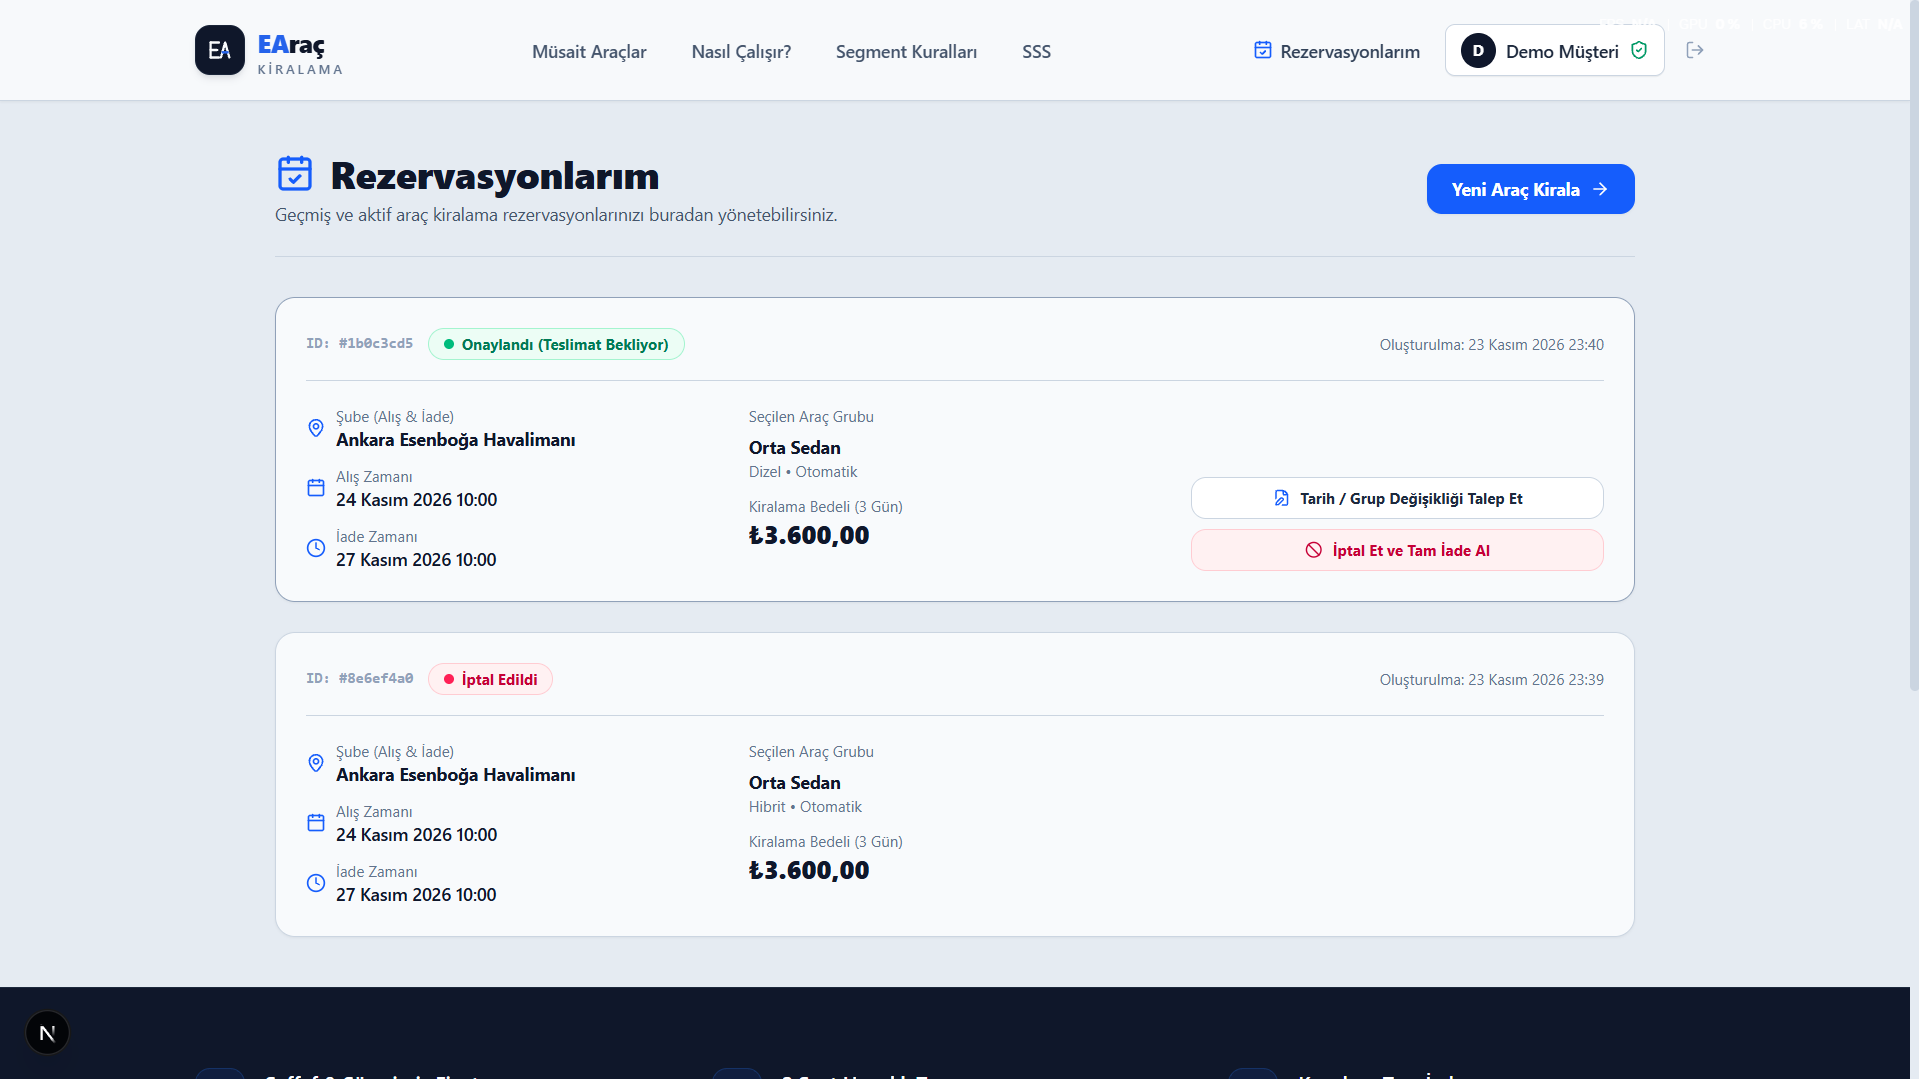 EA
EAraç
KİRALAMA
Müsait Araçlar
Nasıl Çalışır?
Segment Kuralları
SSS
Rezervasyonlarım
D
Demo Müşteri
Rezervasyonlarım
Geçmiş ve aktif araç kiralama rezervasyonlarınızı buradan yönetebilirsiniz.
Yeni Araç Kirala
ID: #1b0c3cd5
Onaylandı (Teslimat Bekliyor)
Oluşturulma: 23 Kasım 2026 23:40
Şube (Alış & İade)
Ankara Esenboğa Havalimanı
Alış Zamanı
24 Kasım 2026 10:00
İade Zamanı
27 Kasım 2026 10:00
Seçilen Araç Grubu
Orta Sedan
Dizel • Otomatik
Kiralama Bedeli (3 Gün)
₺3.600,00
Tarih / Grup Değişikliği Talep Et
İptal Et ve Tam İade Al
ID: #8e6ef4a0
İptal Edildi
Oluşturulma: 23 Kasım 2026 23:39
Şube (Alış & İade)
Ankara Esenboğa Havalimanı
Alış Zamanı
24 Kasım 2026 10:00
İade Zamanı
27 Kasım 2026 10:00
Seçilen Araç Grubu
Orta Sedan
Hibrit • Otomatik
Kiralama Bedeli (3 Gün)
₺3.600,00
N